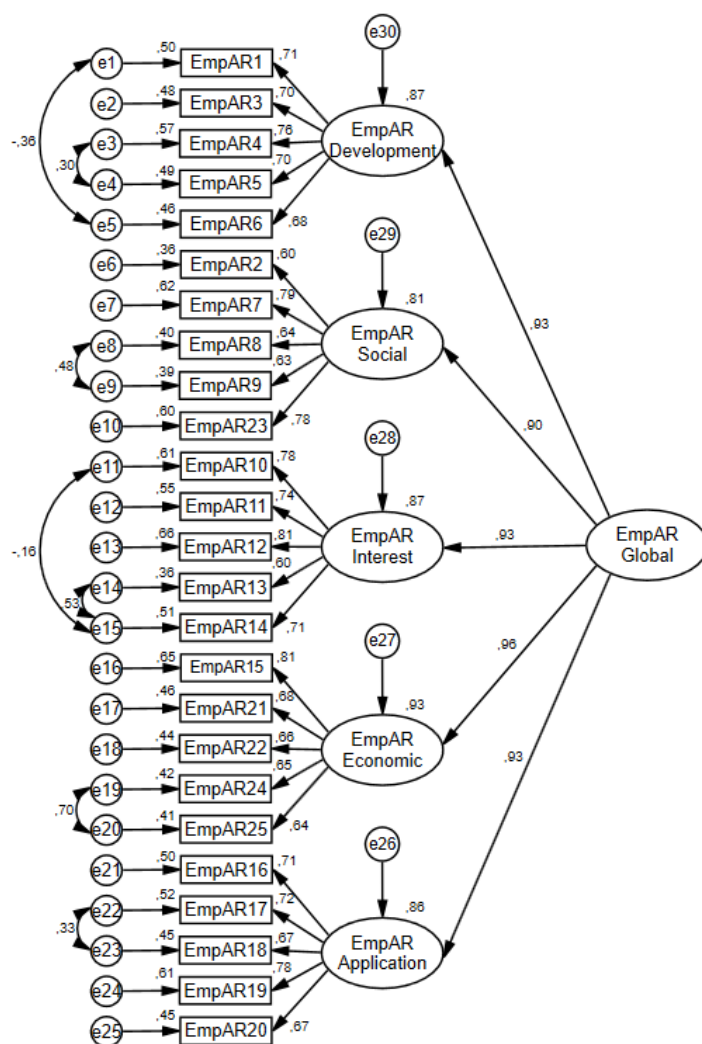 e30
e1 ,50 EmpAR1 ,71
,87
e2 ,48 EmpAR3 ,70
e3 ,57 EmpAR4 ,76
EmpAR
Development
-,36
,30
e4 ,49 EmpAR5 ,70
e5 ,46 EmpAR6 ,68
e29
e6 ,36 EmpAR2 ,60
e7 ,62 EmpAR7 ,79
,81
,93
e8 ,40 EmpAR8 ,64
EmpAR
Social
,48
e9 ,39 EmpAR9 ,63
e10 ,60 EmpAR23 ,78
,90
e28
e11 ,61 EmpAR10 ,78
e12 ,55 EmpAR11 ,74
,87
e13 ,66 EmpAR12 ,81
EmpAR
Interest
,93
EmpAR
Global
-,16
e14 ,36 EmpAR13 ,60
,53
e15 ,51 EmpAR14 ,71
e27
e16 ,65 EmpAR15 ,81
,96
e17 ,46 EmpAR21 ,68
,93
e18 ,44 EmpAR22 ,66
EmpAR
Economic
,93
e19 ,42 EmpAR24 ,65
,70
e20 ,41 EmpAR25 ,64
e26
e21 ,50 EmpAR16 ,71
e22 ,52 EmpAR17 ,72
,86
,33
e23 ,45 EmpAR18 ,67
EmpAR
Application
e24 ,61 EmpAR19 ,78
e25 ,45 EmpAR20 ,67